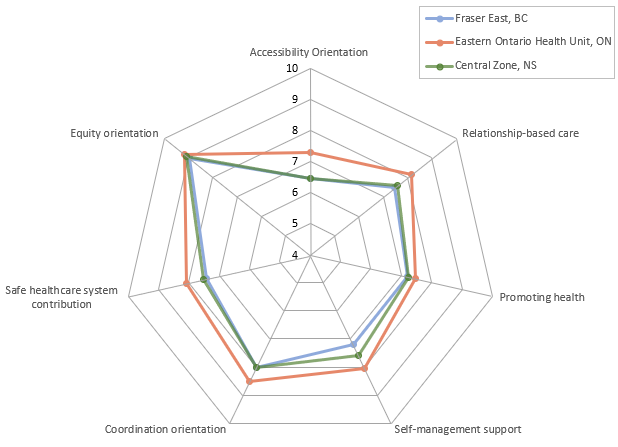 Fraser East, BC
Eastern Ontario Health Unit, ON
Central Zone, NS
Accessibility Orientation
10
9
8
7
6
5
4
Relationship-based care
Promoting health
Self-management support
Coordination orientation
Safe healthcare system
contribution
Equity orientation